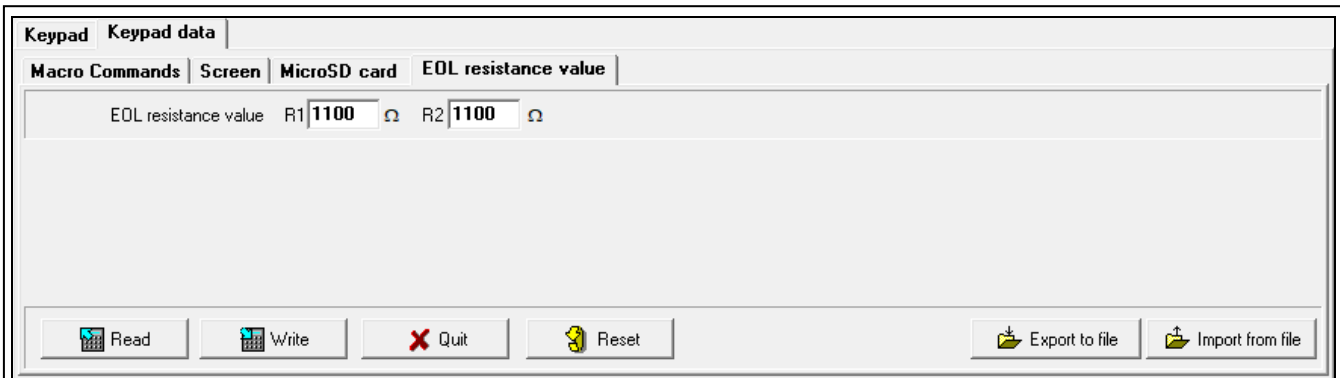 Keypad Keypad data
Macro Commands Screen MicroSD card EOL resistance value
EOL resistance value R1 1100 Ω R2 1100 Ω
Read Write Quit Reset Export to file Import from file